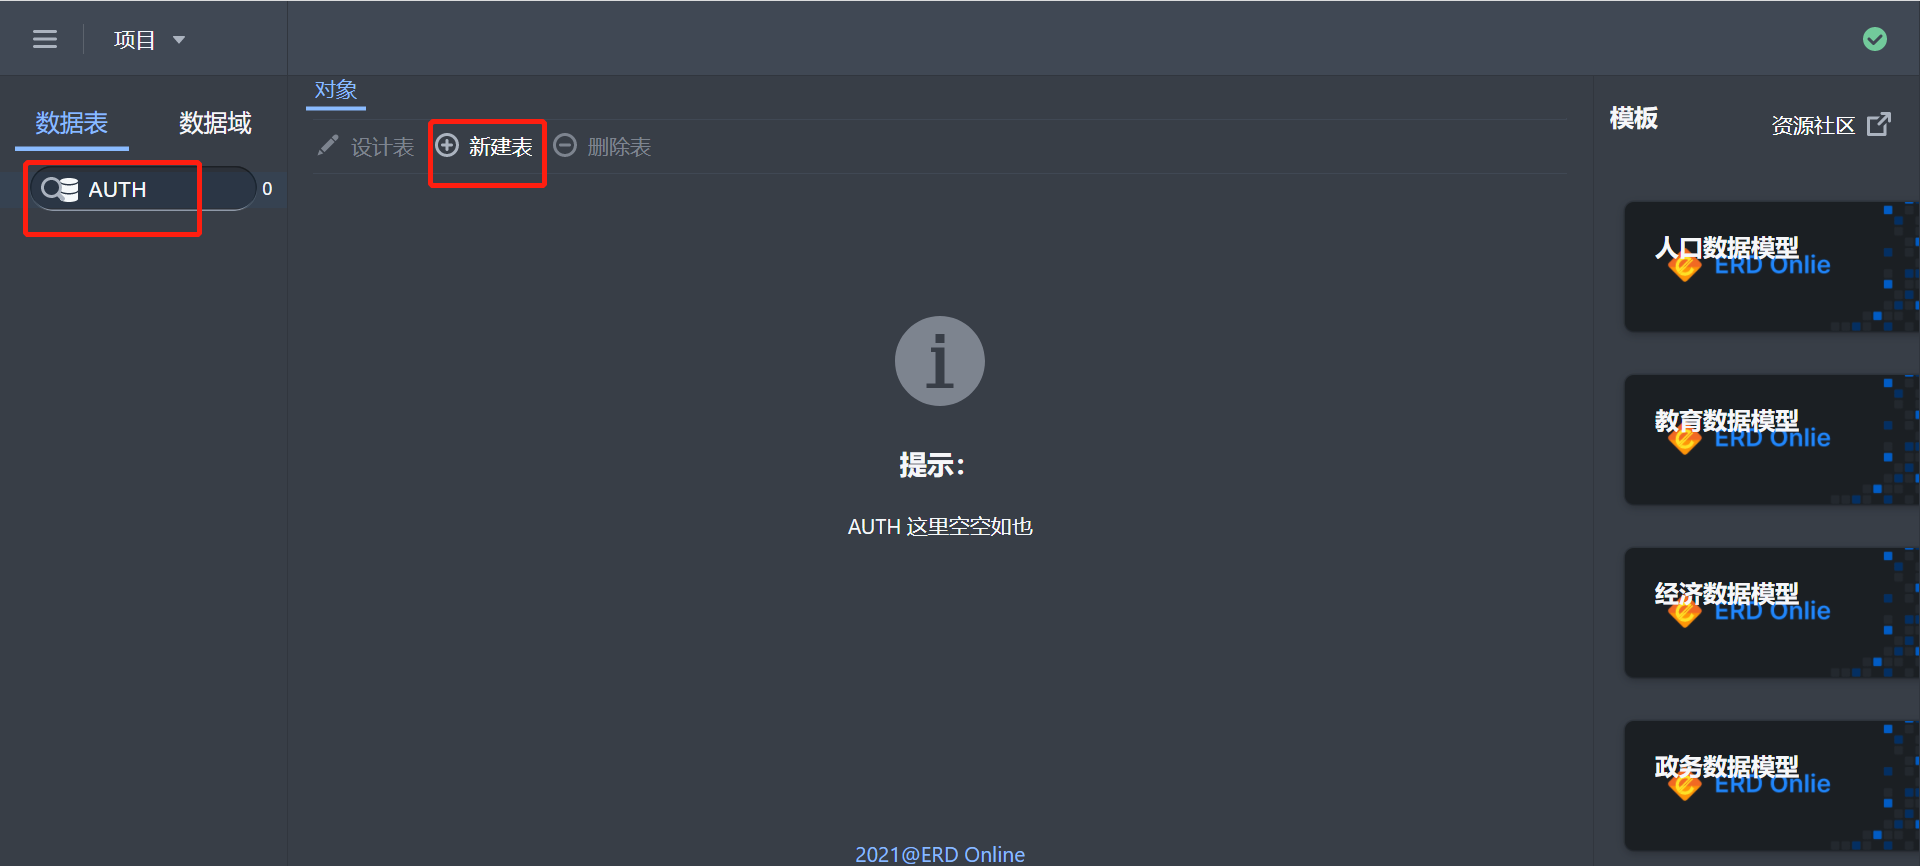 项目
数据表 数据域
AUTH 0
对象
设计表 新建表 删除表
提示：
AUTH 这里空空如也
2021@ERD Online
模板 资源社区
人口数据模型
ERD Onlie
教育数据模型
ERD Onlie
经济数据模型
ERD Onlie
政务数据模型
ERD Onlie